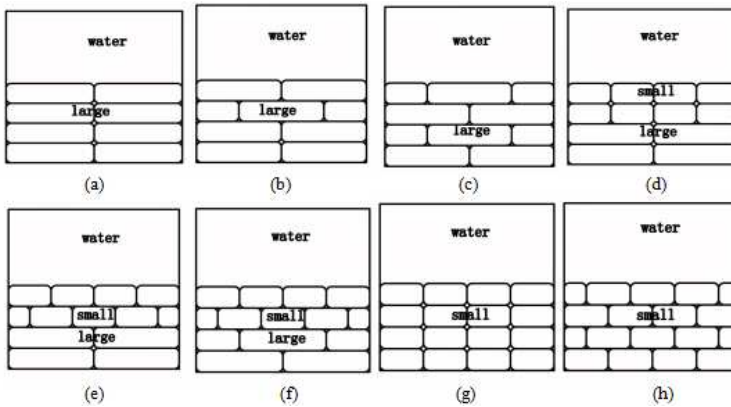 water
large
(a)
water
large
(b)
water
large
(c)
water
small
large
(d)
water
small
large
(e)
water
small
large
(f)
water
small
(g)
water
small
(h)